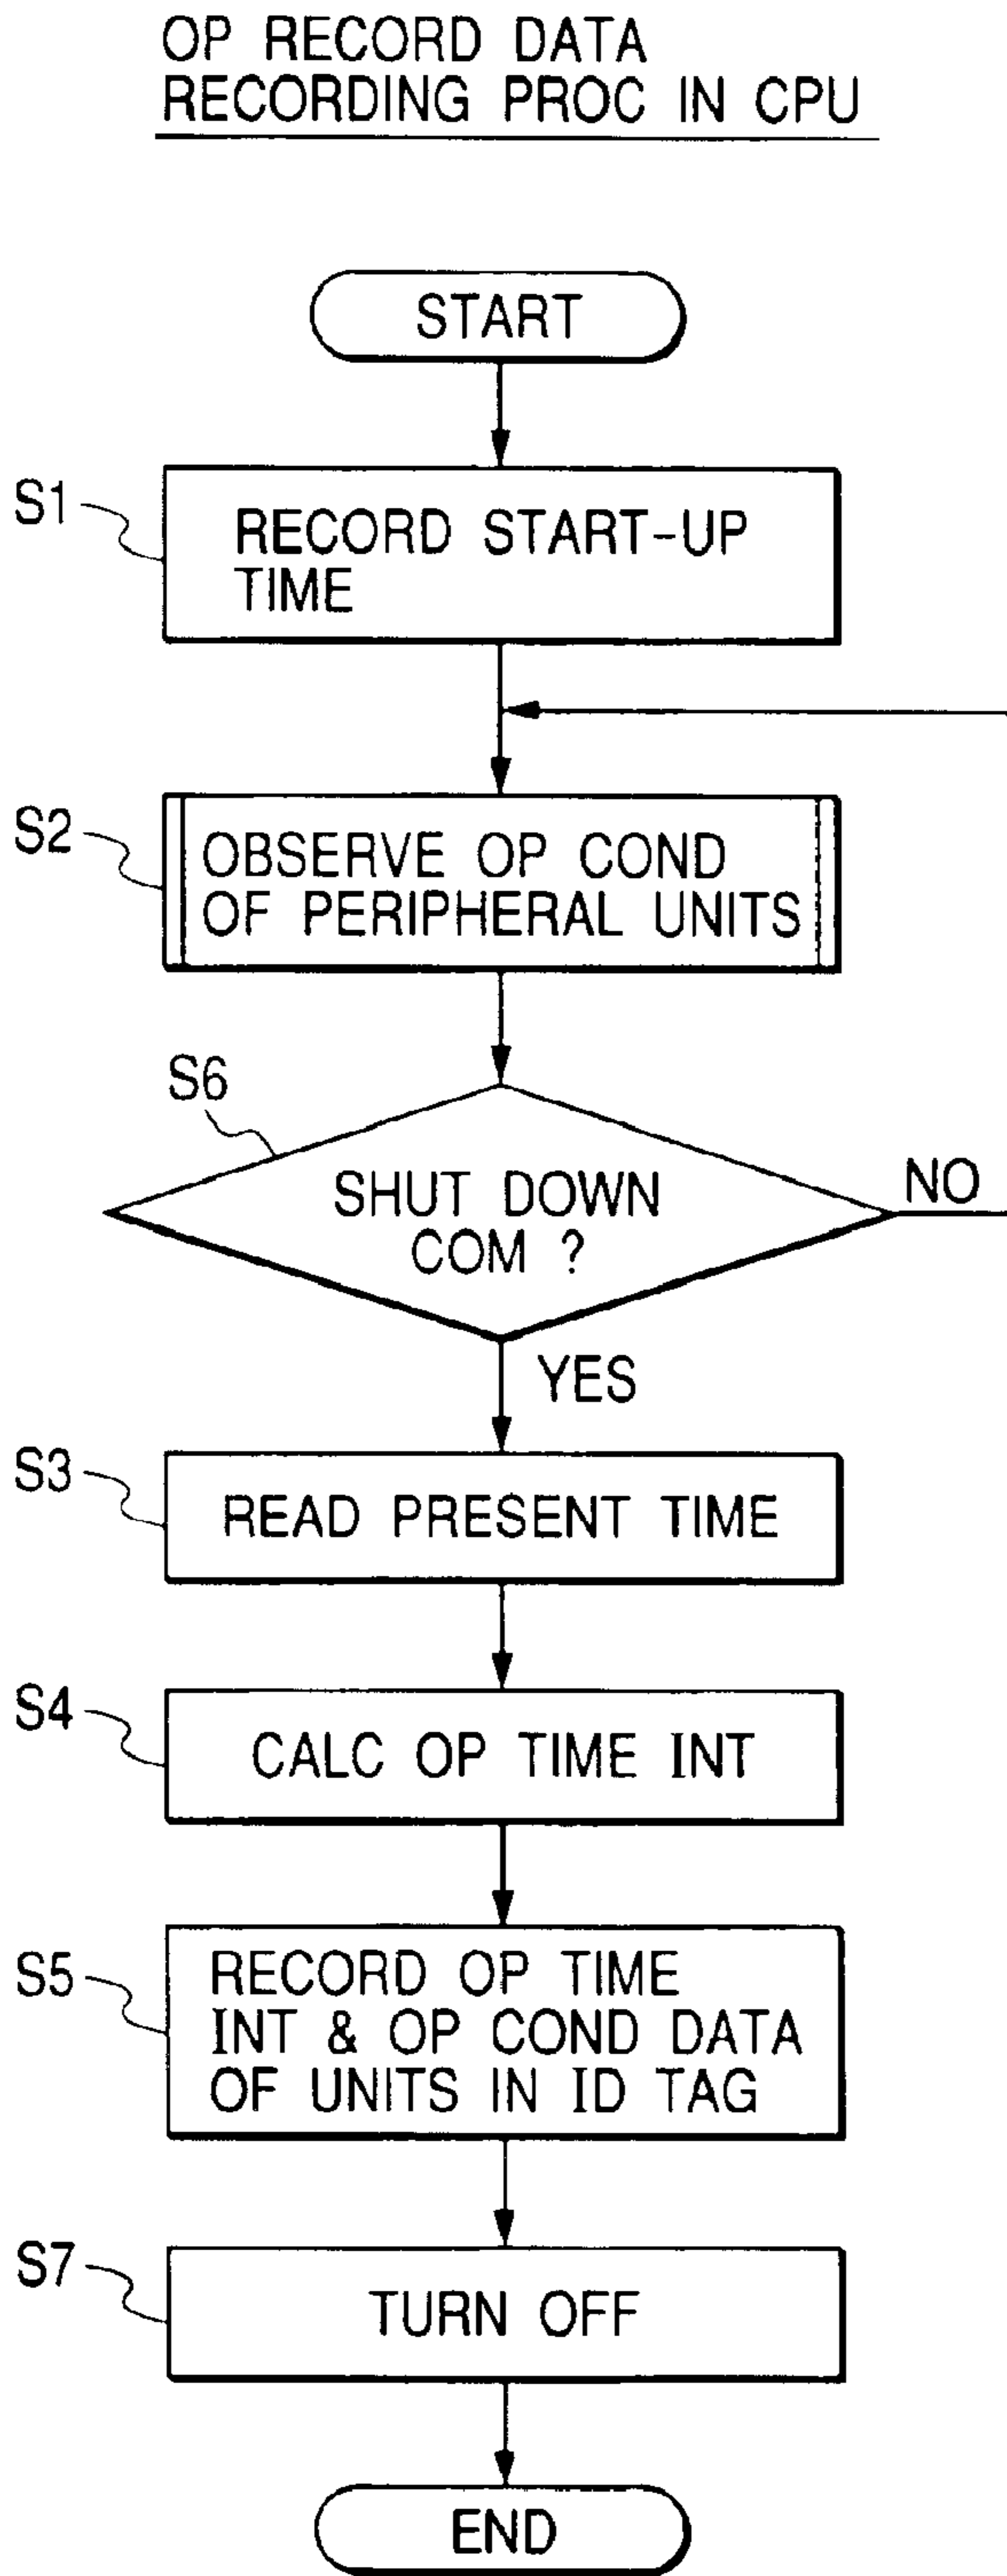 OP RECORD DATA
RECORDING PROC IN CPU
START
S1
RECORD START-UP
TIME
S2
OBSERVE OP COND
OF PERIPHERAL UNITS
S6
SHUT DOWN
COM ?
NO
YES
S3
READ PRESENT TIME
S4
CALC OP TIME INT
S5
RECORD OP TIME
INT & OP COND DATA
OF UNITS IN ID TAG
S7
TURN OFF
END